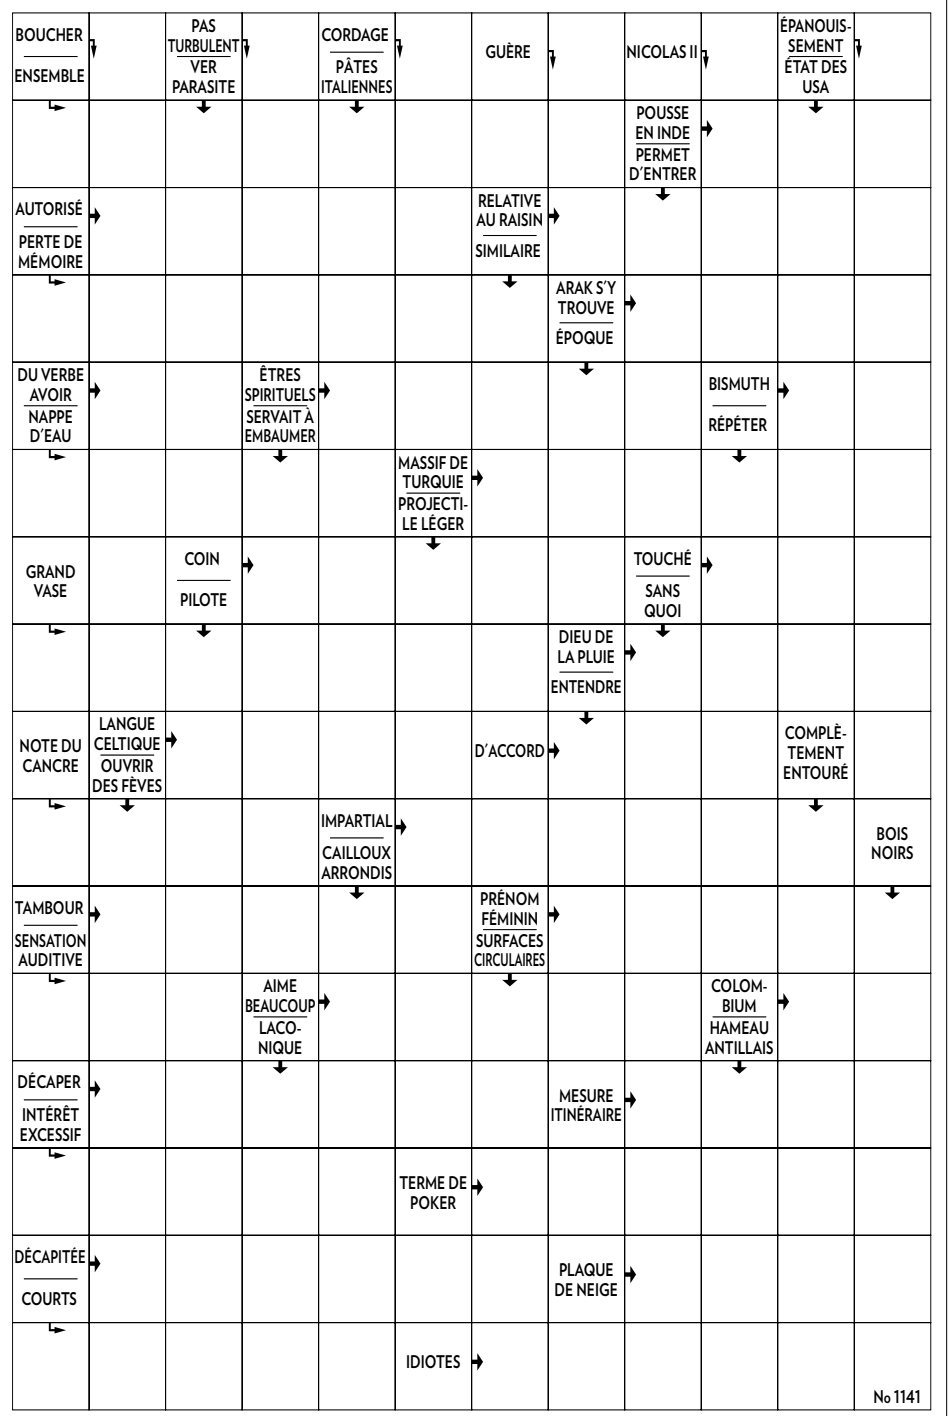 BOUCHER
ENSEMBLE
PAS
TURBULENT
VER
PARASITE
CORDAGE
PÂTES
ITALIENNES
GUÈRE
NICOLAS II
ÉPANOUIS-
SEMENT
ÉTAT DES
USA
POUSSE
EN INDE
PERMET
D'ENTRER
AUTORISÉ
PERTE DE
MÉMOIRE
RELATIVE
AU RAISIN
SIMILAIRE
ARAK S'Y
TROUVE
ÉPOQUE
DU VERBE
AVOIR
NAPPE
D'EAU
ÊTRES
SPIRITUELS
SERVAIT À
EMBAUMER
BISMUTH
RÉPÉTER
MASSIF DE
TURQUIE
PROJECTI-
LE LÉGER
GRAND
VASE
COIN
PILOTE
TOUCHÉ
SANS
QUOI
DIEU DE
LA PLUIE
ENTENDRE
NOTE DU
CANCRE
LANGUE
CELTIQUE
OUVRIR
DES FÈVES
D'ACCORD
COMPLÈ-
TEMENT
ENTOURÉ
IMPARTIAL
CAILLOUX
ARRONDIS
BOIS
NOIRS
TAMBOUR
SENSATION
AUDITIVE
PRÉNOM
FÉMININ
SURFACES
CIRCULAIRES
AIME
BEAUCOUP
LACO-
NIQUE
COLOM-
BIUM
HAMEAU
ANTILLAIS
DÉCAPER
INTÉRÊT
EXCESSIF
MESURE
ITINÉRAIRE
TERME DE
POKER
DÉCAPITÉE
COURTS
PLAQUE
DE NEIGE
IDIOTES
No 1141